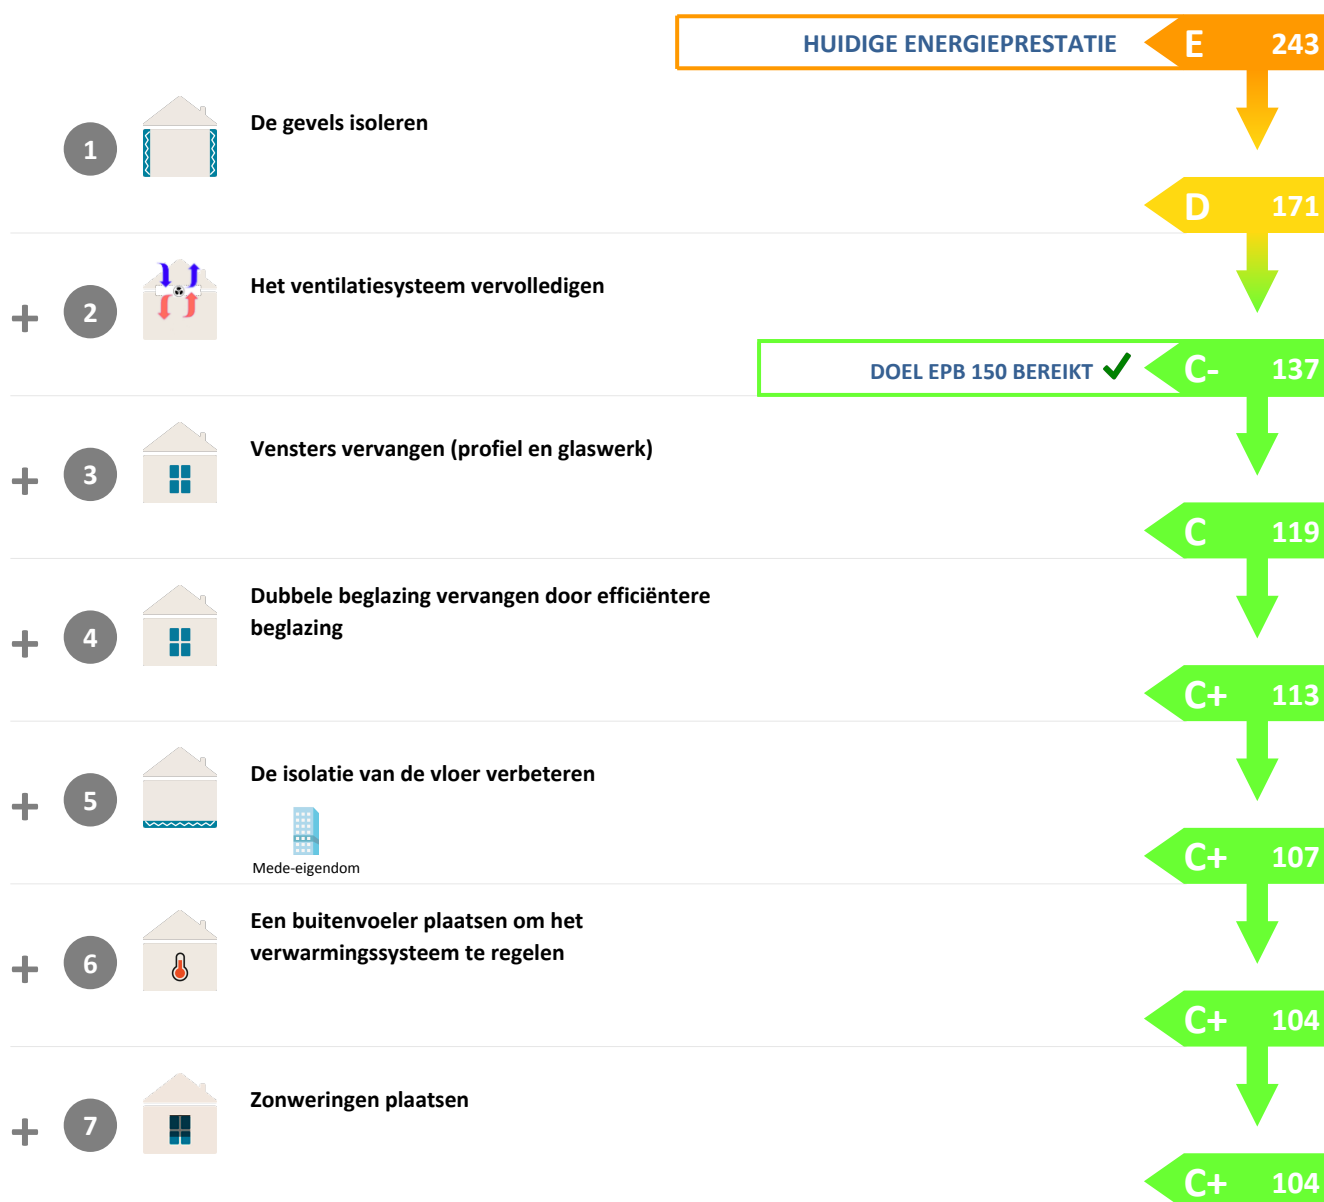 HUIDIGE ENERGIEPRESTATIE E 243
1 De gevels isoleren
D 171
+ 2 Het ventilatiesysteem vervolledigen
DOEL EPB 150 BEREIKT ✔ C- 137
+ 3 Vensters vervangen (profiel en glaswerk)
C 119
+ 4 Dubbele beglazing vervangen door efficiëntere
beglazing
C+ 113
+ 5 De isolatie van de vloer verbeteren
Mede-eigendom
C+ 107
+ 6 Een buitenvoeler plaatsen om het
verwarmingssysteem te regelen
C+ 104
+ 7 Zonweringen plaatsen
C+ 104